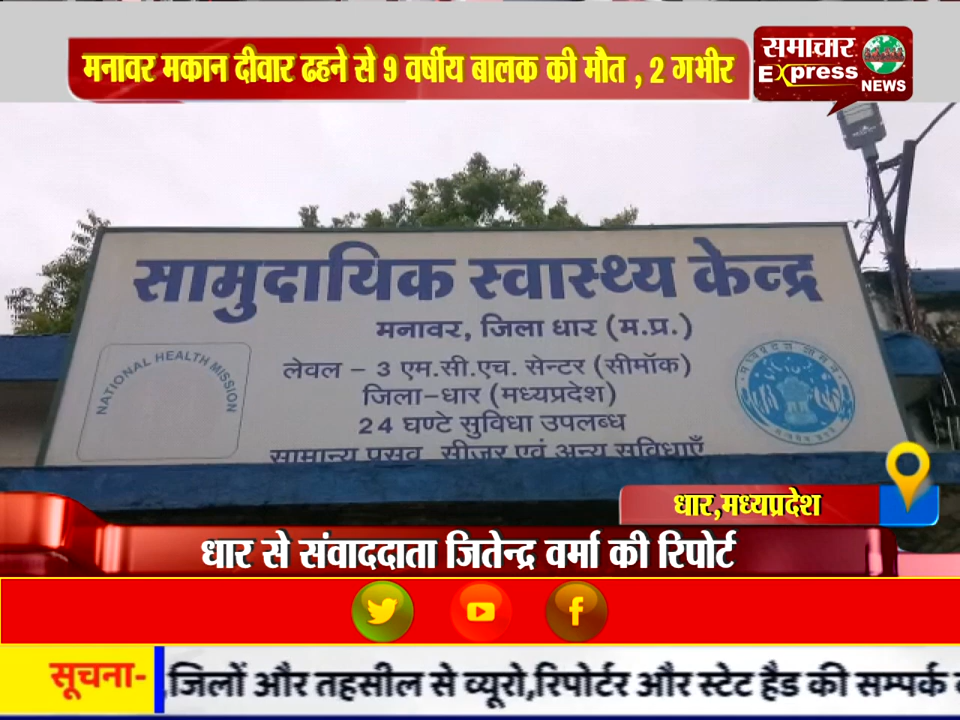 मनावर मकान दीवार ढहने से 9 वर्षीय बालक की मौत , 2 गभीर
समाचार
Express
NEWS
सामुदायिक स्वास्थ्य केन्द्र
मनावर, जिला धार (म.प्र.)
NATIONAL HEALTH MISSION
लेवल – 3 एम.सी.एच. सेन्टर (सीमॉक)
जिला–धार (मध्यप्रदेश)
24 घण्टे सुविधा उपलब्ध
सामान्य प्रसव, सीजर एवं अन्य सुविधाएँ
धार,मध्यप्रदेश
धार से संवाददाता जितेन्द्र वर्मा की रिपोर्ट
सूचना- ,जिलों और तहसील से व्यूरो,रिपोर्टर और स्टेट हैड की सम्पर्क